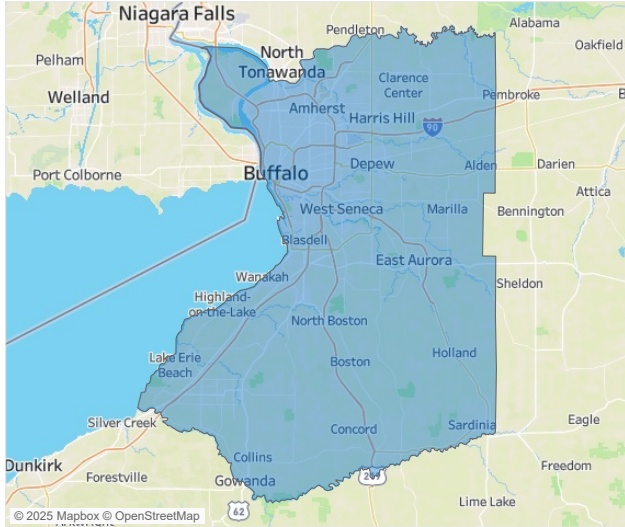 Niagara Falls
Pendleton
Alabama
North
Tonawanda
Oakfield
Pelham
Clarence
Center
Welland
Pembroke
Amherst
Harris Hill
90
Depew
Alden
Darien
Port Colborne
Buffalo
Attica
West Seneca
Marilla
Bennington
Blasdell
East Aurora
Wanakah
Sheldon
Highland-
on-the-Lake
North Boston
Lake Erie
Beach
Boston
Holland
Silver Creek
Concord
Sardinia
Eagle
Dunkirk
Collins
Forestville
Gowanda
219
Freedom
62
Lime Lake
© 2025 Mapbox © OpenStreetMap